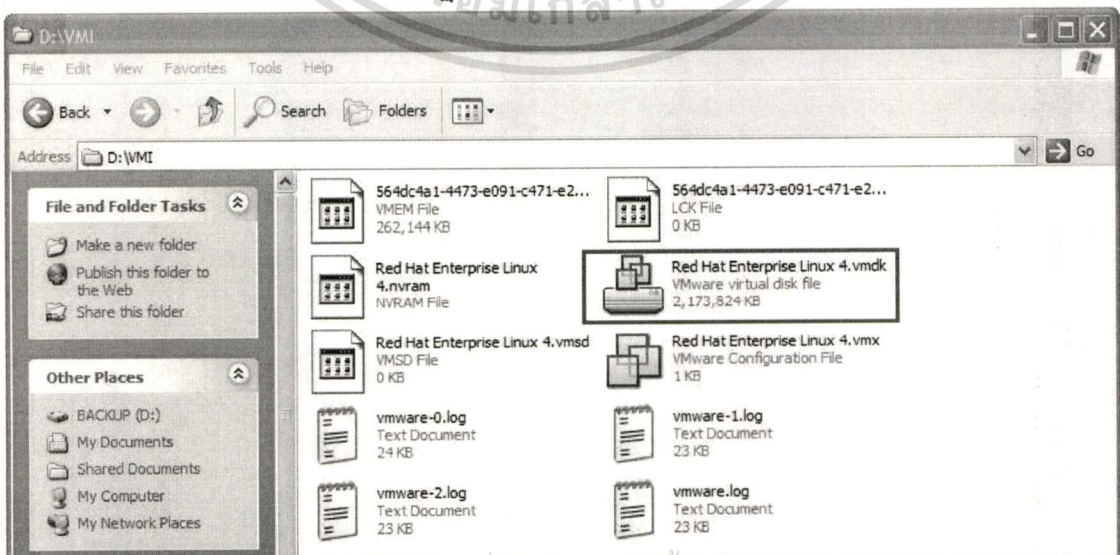 D:\VMI
File Edit View Favorites Tools Help
Back Search Folders
Address D:\VMI Go
File and Folder Tasks
Make a new folder
Publish this folder to
the Web
Share this folder
Other Places
BACKUP (D:)
My Documents
Shared Documents
My Computer
My Network Places
564dc4a1-4473-e091-c471-e2...
VMEM File
262,144 KB
564dc4a1-4473-e091-c471-e2...
LCK File
0 KB
Red Hat Enterprise Linux
4.nvram
NVRAM File
Red Hat Enterprise Linux 4.vmdk
VMware virtual disk file
2,173,824 KB
Red Hat Enterprise Linux 4.vmsd
VMSD File
0 KB
Red Hat Enterprise Linux 4.vmx
VMware Configuration File
1 KB
vmware-0.log
Text Document
24 KB
vmware-1.log
Text Document
23 KB
vmware-2.log
Text Document
23 KB
vmware.log
Text Document
23 KB